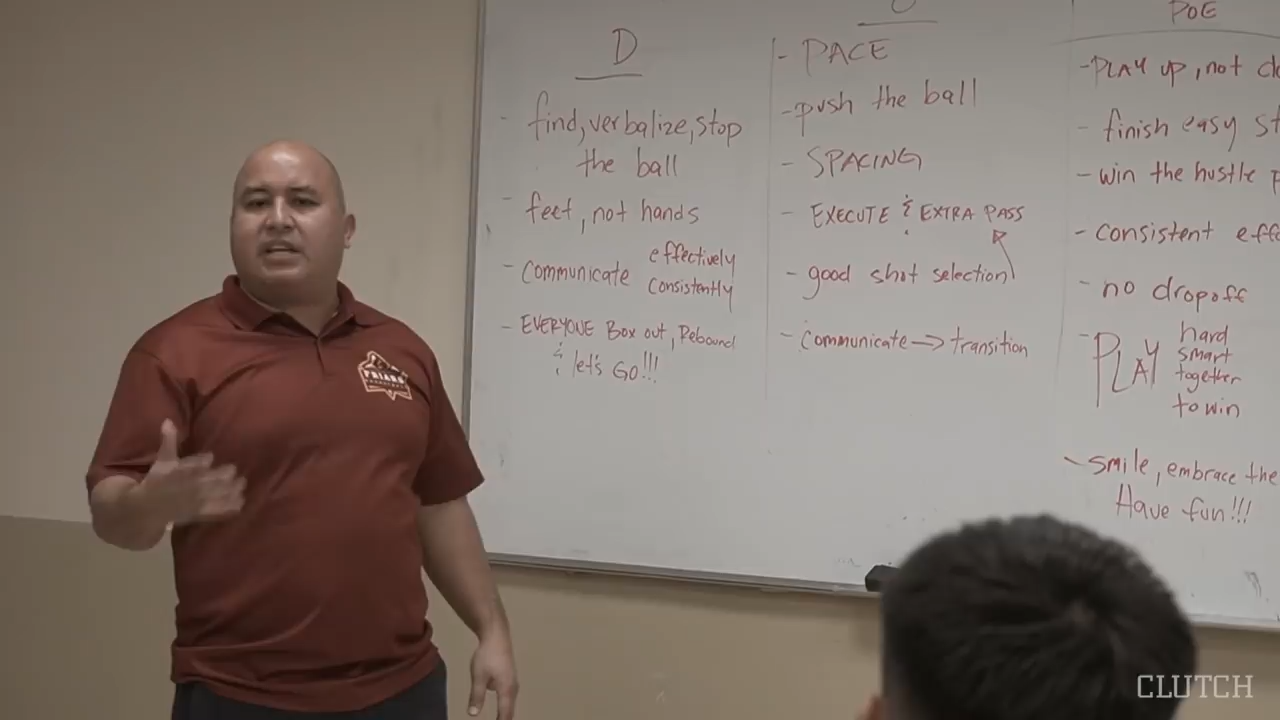 D
- find, verbalize, stop
the ball
- feet, not hands
- communicate effectively
consistently
- EVERYONE Box out, Rebound
& let's GO!!!
- PACE
- push the ball
- SPACING
- EXECUTE & EXTRA PASS
- good shot selection
- communicate → transition
POE
- PLAY up, not
- finish easy
- win the hustle
- consistent
- no dropoff
- PLAY hard
smart
together
to win
- smile, embrace the
Have fun!!!
FRIARS
CLUTCH